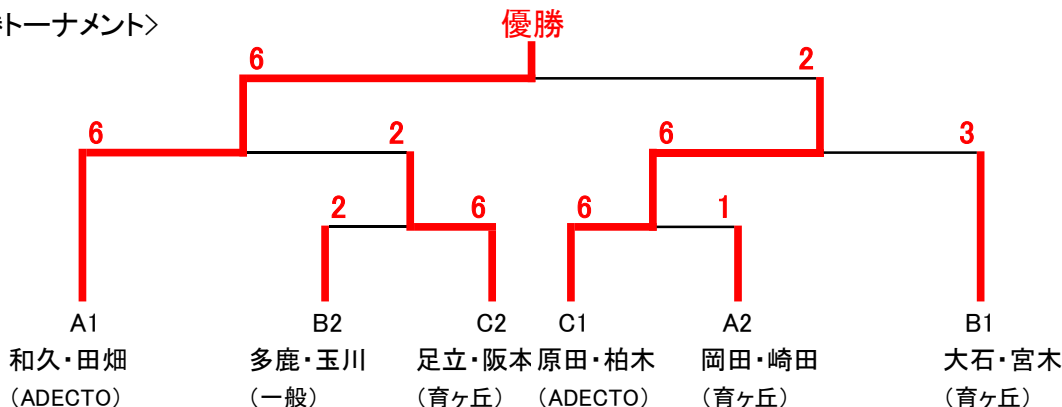 トーナメント>
優勝
6 2
6 2 6 3
2 6 6 1
A1 B2 C2 C1 A2 B1
和久・田畑 多鹿・玉川 足立・阪本 原田・柏木 岡田・崎田 大石・宮木
(ADECTO) (一般) (育ヶ丘) (ADECTO) (育ヶ丘) (育ヶ丘)